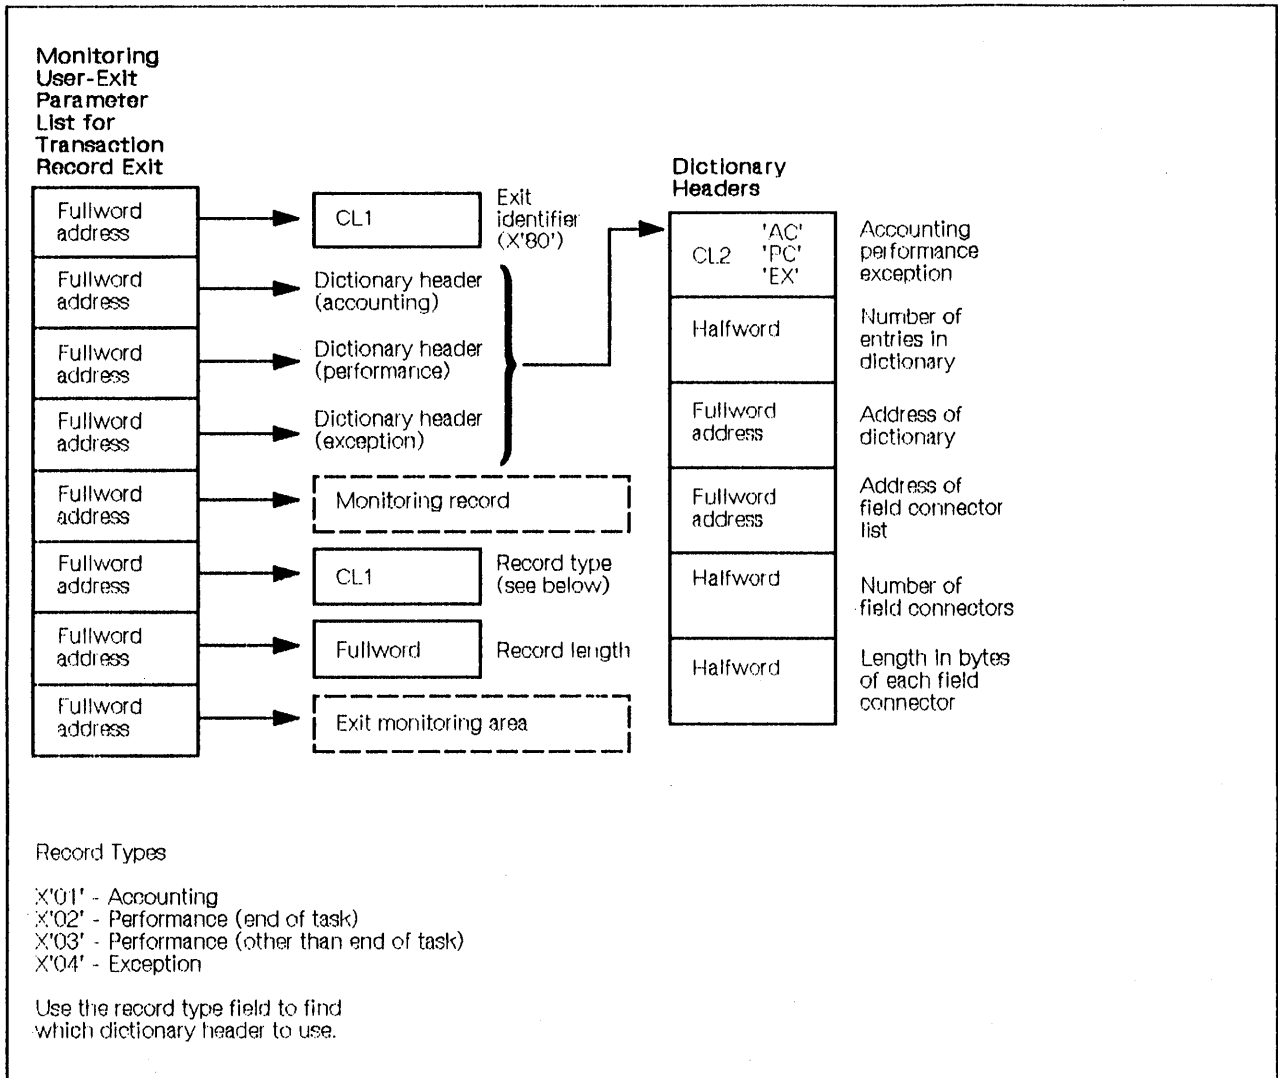 Monitoring
User-Exit
Parameter
List for
Transaction
Record Exit
Fullword
address
CL1
Exit
identifier
(X'80')
Fullword
address
Dictionary header
(accounting)
Fullword
address
Dictionary header
(performance)
Fullword
address
Dictionary header
(exception)
Fullword
address
Monitoring record
Fullword
address
CL1
Record type
(see below)
Fullword
address
Fullword
Record length
Fullword
address
Exit monitoring area
Dictionary
Headers
CL2
'AC'
'PC'
'EX'
Accounting
performance
exception
Halfword
Number of
entries in
dictionary
Fullword
address
Address of
dictionary
Fullword
address
Address of
field connector
list
Halfword
Number of
field connectors
Halfword
Length in bytes
of each field
connector
Record Types
X'01' - Accounting
X'02' - Performance (end of task)
X'03' - Performance (other than end of task)
X'04' - Exception
Use the record type field to find
which dictionary header to use.